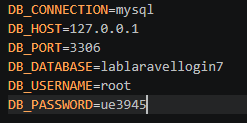 DB_CONNECTION=mysql
DB_HOST=127.0.0.1
DB_PORT=3306
DB_DATABASE=lablaravellogin7
DB_USERNAME=root
DB_PASSWORD=ue3945